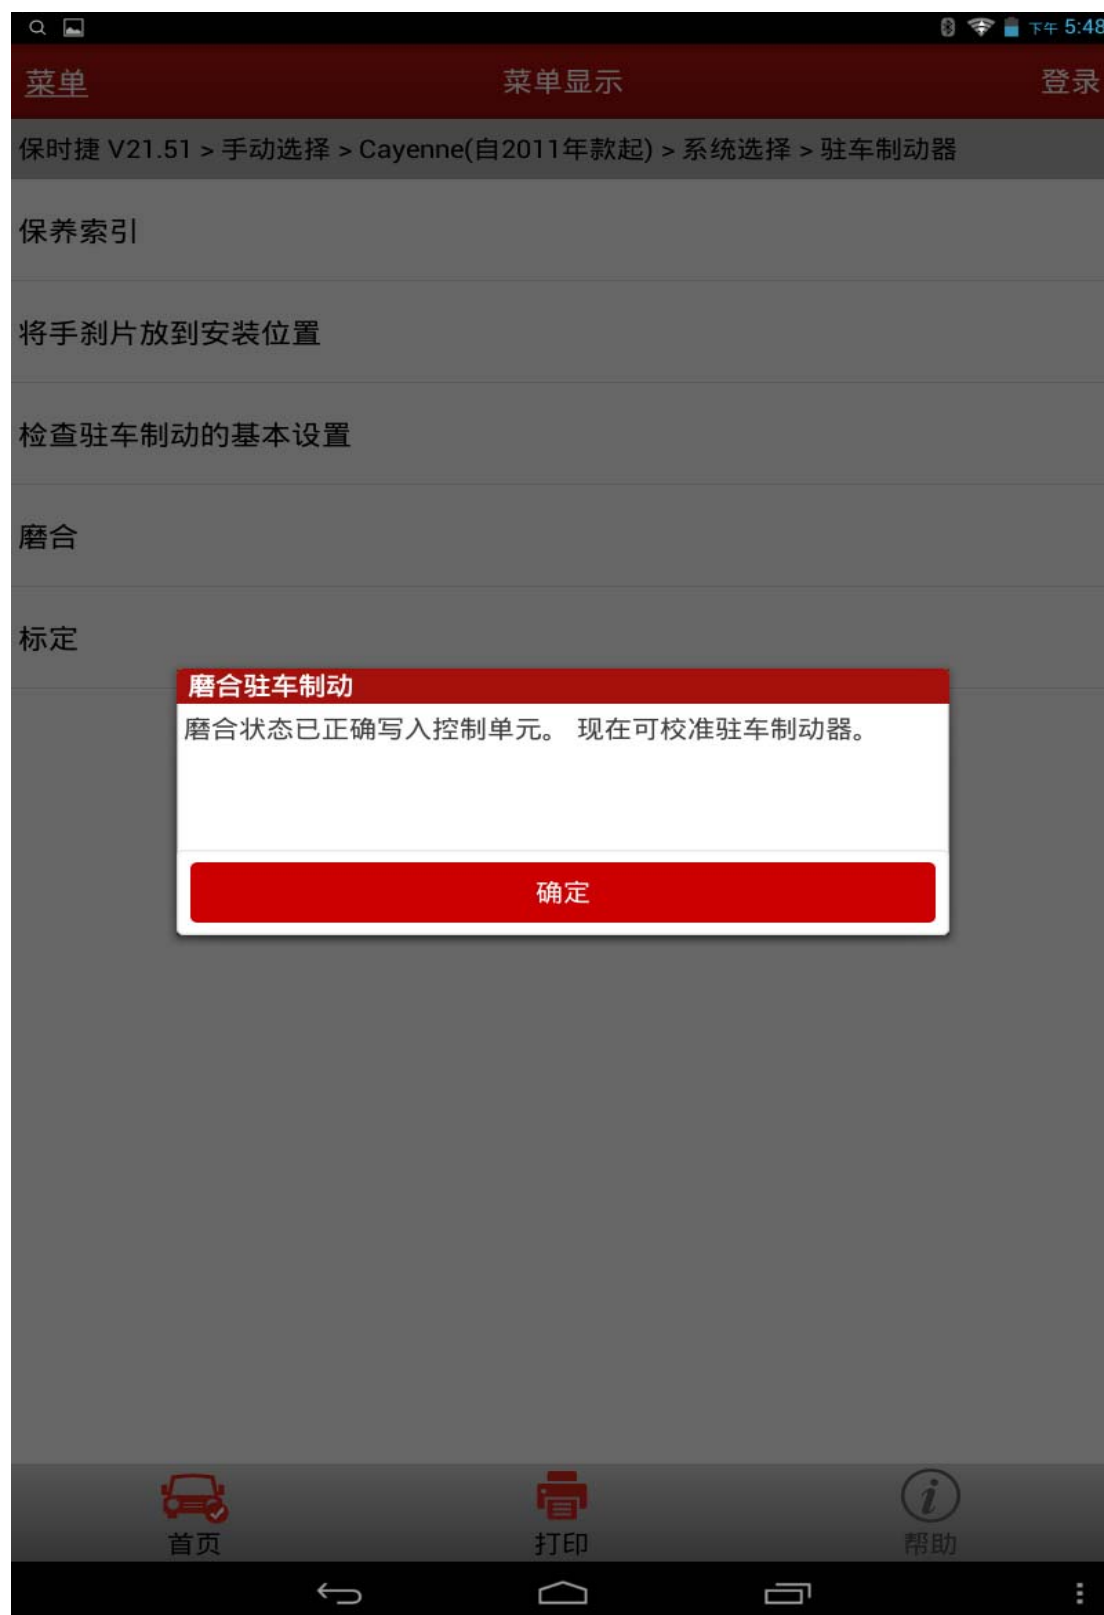 下午 5:48
菜单 菜单显示 登录
保时捷 V21.51 > 手动选择 > Cayenne(自2011年款起) > 系统选择 > 驻车制动器
保养索引
将手刹片放到安装位置
检查驻车制动的基本设置
磨合
标定
磨合驻车制动
磨合状态已正确写入控制单元。 现在可校准驻车制动器。
确定
首页 打印 帮助